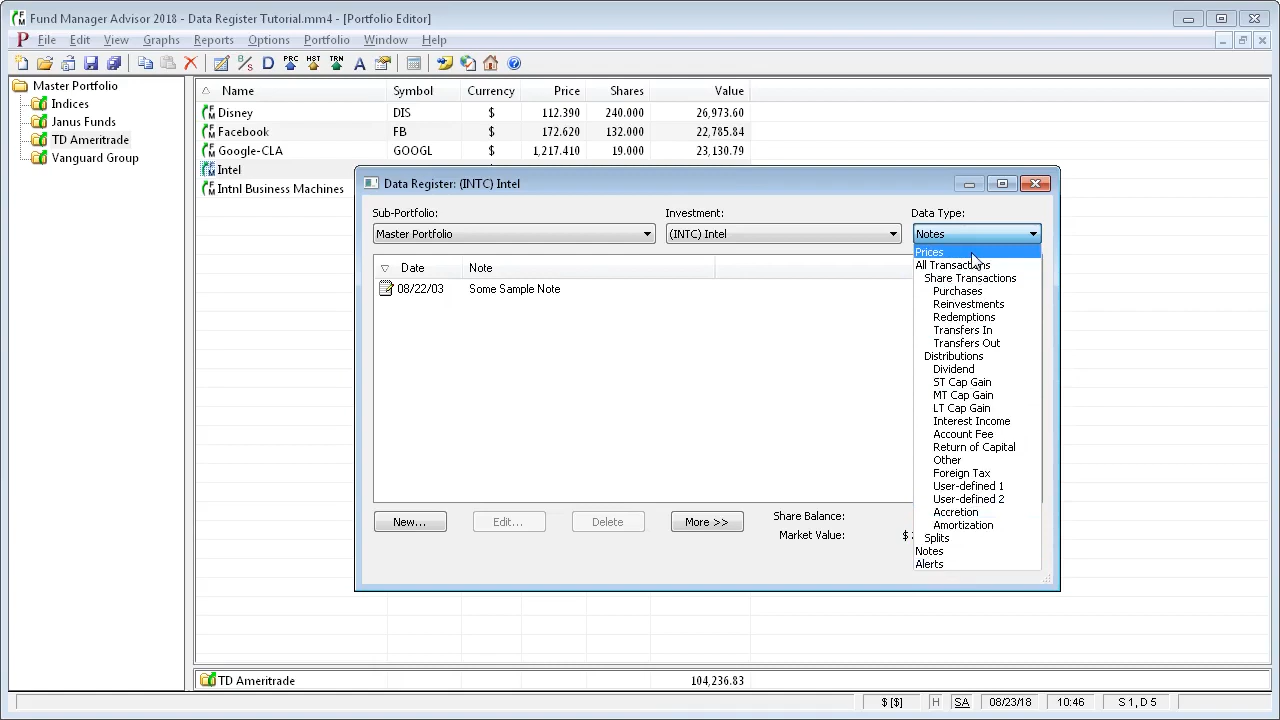 Fund Manager Advisor 2018 - Data Register Tutorial.mm4 - [Portfolio Editor]
File Edit View Graphs Reports Options Portfolio Window Help
Master Portfolio
Indices
Janus Funds
TD Ameritrade
Vanguard Group
Name Symbol Currency Price Shares Value
Disney DIS $ 112.390 240.000 26,973.60
Facebook FB $ 172.620 132.000 22,785.84
Google-CLA GOOGL $ 1,217.410 19.000 23,130.79
Intel
Intnl Business Machines
Data Register: (INTC) Intel
Sub-Portfolio: Investment: Data Type:
Master Portfolio (INTC) Intel Notes
Date Note
08/22/03 Some Sample Note
Prices
All Transactions
Share Transactions
Purchases
Reinvestments
Redemptions
Transfers In
Transfers Out
Distributions
Dividend
ST Cap Gain
MT Cap Gain
LT Cap Gain
Interest Income
Account Fee
Return of Capital
Other
Foreign Tax
User-defined 1
User-defined 2
Accretion
Amortization
Splits
Notes
Alerts
New... Edit... Delete More >>
Share Balance:
Market Value: $
TD Ameritrade 104,236.83
$ [$] H SA 08/23/18 10:46 S 1, D 5